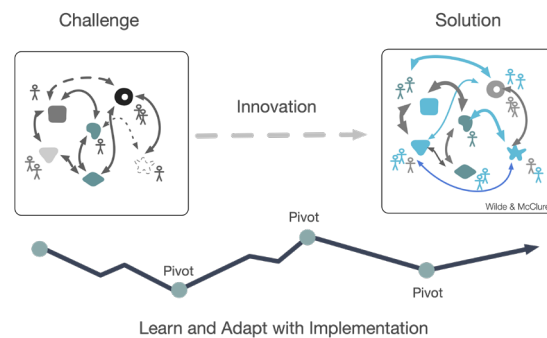 Challenge
Solution
Innovation
Wilde & McClure
Pivot
Pivot
Pivot
Learn and Adapt with Implementation